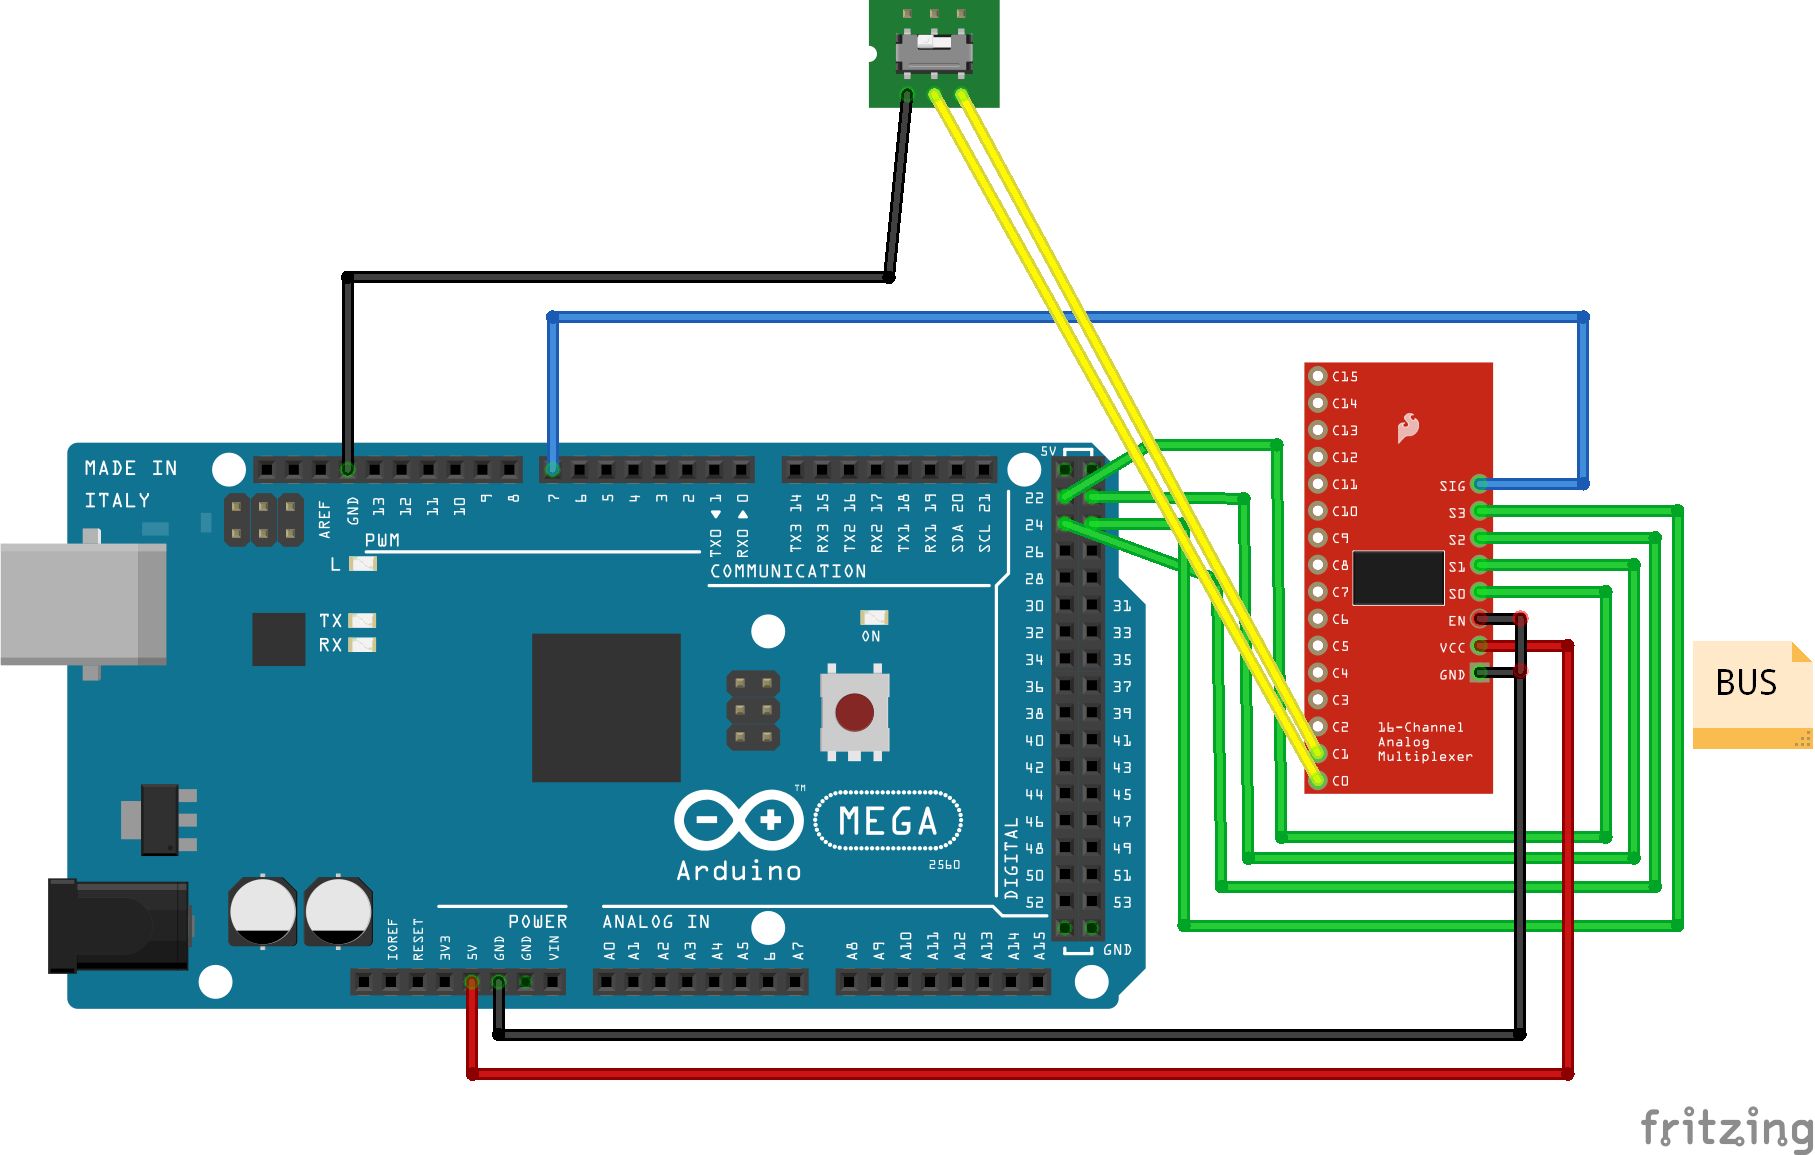 MADE IN
ITALY
AREF
GND
13
12
11
10
9
8
7
6
5
4
3
2
TX0 ▶ 1
RX0 ◀ 0
TX3 14
RX3 15
TX2 16
RX2 17
TX1 18
RX1 19
SDA 20
SCL 21
PWM
COMMUNICATION
L
TX
RX
ON
5V
22
24
26
28
30 31
32 33
34 35
36 37
38 39
40 41
42 43
44 45
46 47
48 49
50 51
52 53
GND
DIGITAL
TM
MEGA
Arduino
2560
POWER
ANALOG IN
IOREF
RESET
3V3
5V
GND
GND
VIN
A0
A1
A2
A3
A4
A5
6
A7
A8
A9
A10
A11
A12
A13
A14
A15
C15
C14
C13
C12
C11
C10
C9
C8
C7
C6
C5
C4
C3
C2
C1
C0
SIG
S3
S2
S1
S0
EN
VCC
GND
16-Channel
Analog
Multiplexer
BUS
fritzing